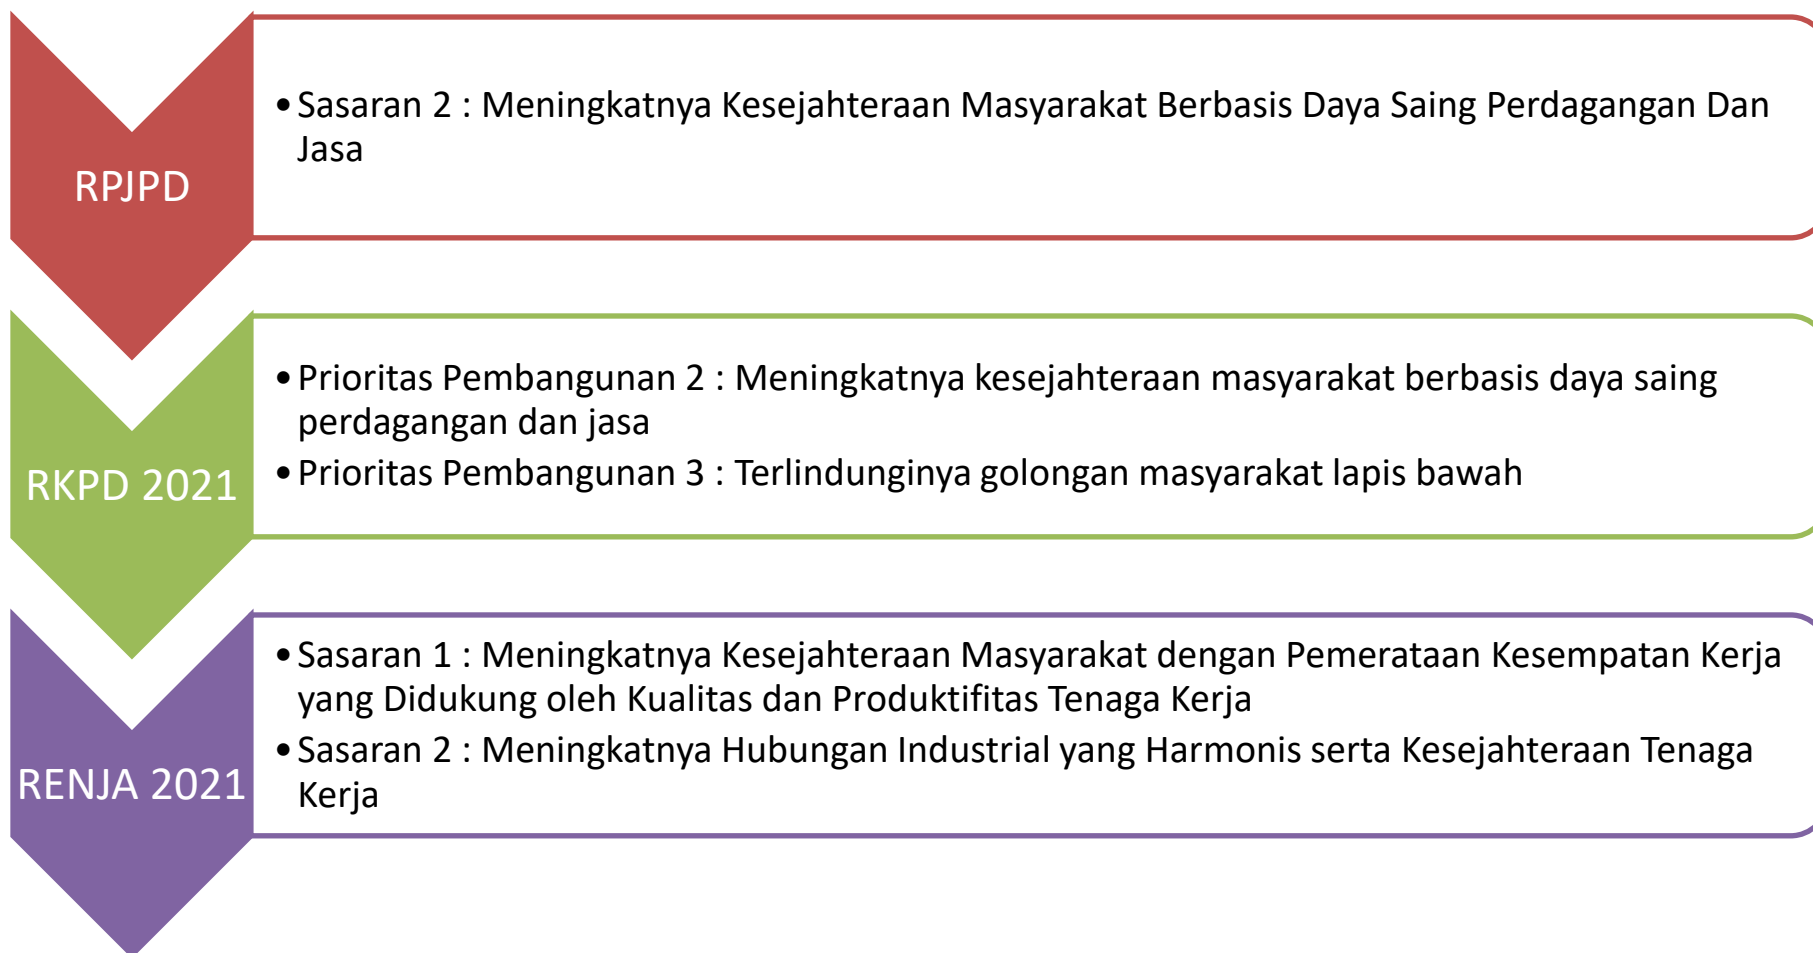 RPJPD
• Sasaran 2 : Meningkatnya Kesejahteraan Masyarakat Berbasis Daya Saing Perdagangan Dan
Jasa
RKPD 2021
• Prioritas Pembangunan 2 : Meningkatnya kesejahteraan masyarakat berbasis daya saing
perdagangan dan jasa
• Prioritas Pembangunan 3 : Terlindunginya golongan masyarakat lapis bawah
RENJA 2021
• Sasaran 1 : Meningkatnya Kesejahteraan Masyarakat dengan Pemerataan Kesempatan Kerja
yang Didukung oleh Kualitas dan Produktifitas Tenaga Kerja
• Sasaran 2 : Meningkatnya Hubungan Industrial yang Harmonis serta Kesejahteraan Tenaga
Kerja